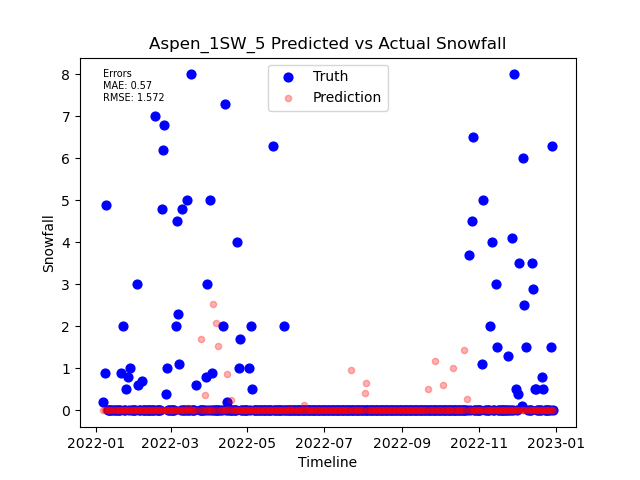 Aspen_1SW_5 Predicted vs Actual Snowfall
Errors
MAE: 0.57
RMSE: 1.572
Truth
Prediction
Snowfall
8
7
6
5
4
3
2
1
0
2022-01 2022-03 2022-05 2022-07 2022-09 2022-11 2023-01
Timeline